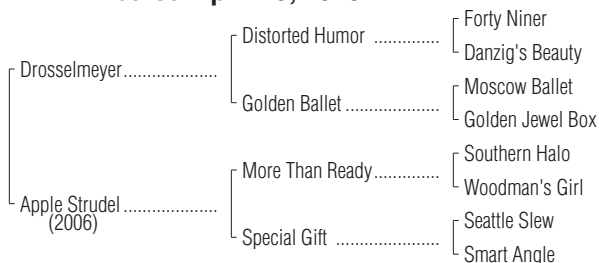 Forty Niner
Distorted Humor ..............
Danzig's Beauty
Drosselmeyer....................
Moscow Ballet
Golden Ballet ....................
Golden Jewel Box
Southern Halo
More Than Ready..............
Woodman's Girl
Apple Strudel....................
(2006)
Seattle Slew
Special Gift ......................
Smart Angle